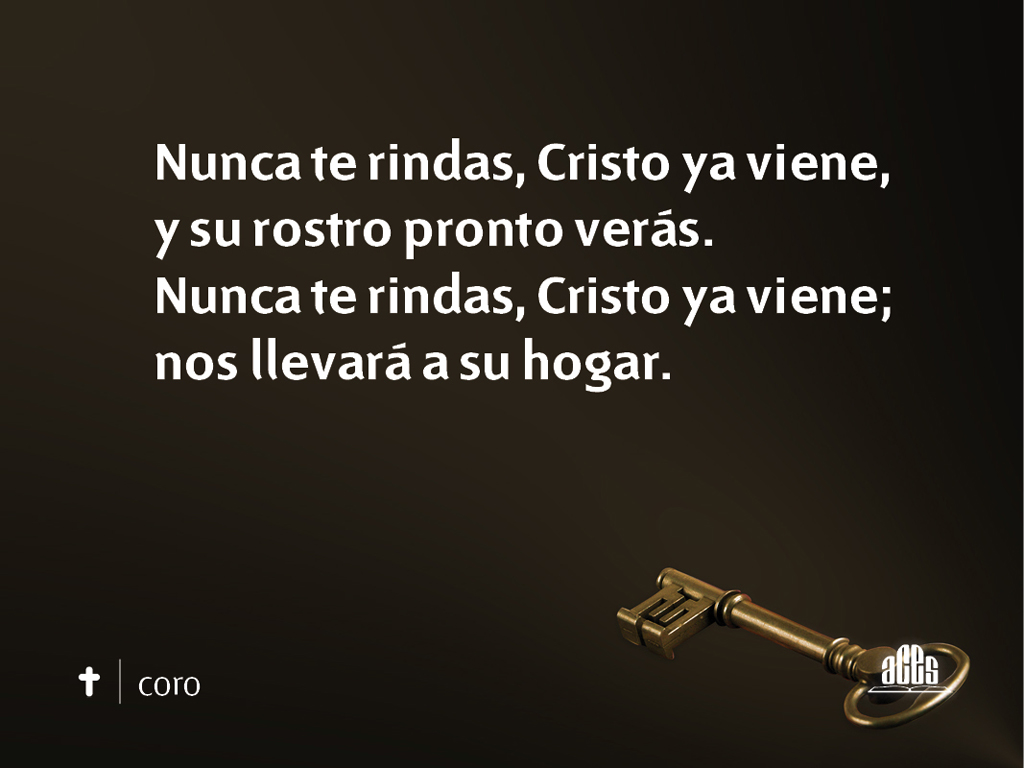 Nunca te rindas, Cristo ya viene,
y su rostro pronto verás.
Nunca te rindas, Cristo ya viene;
nos llevará a su hogar.
coro
aces